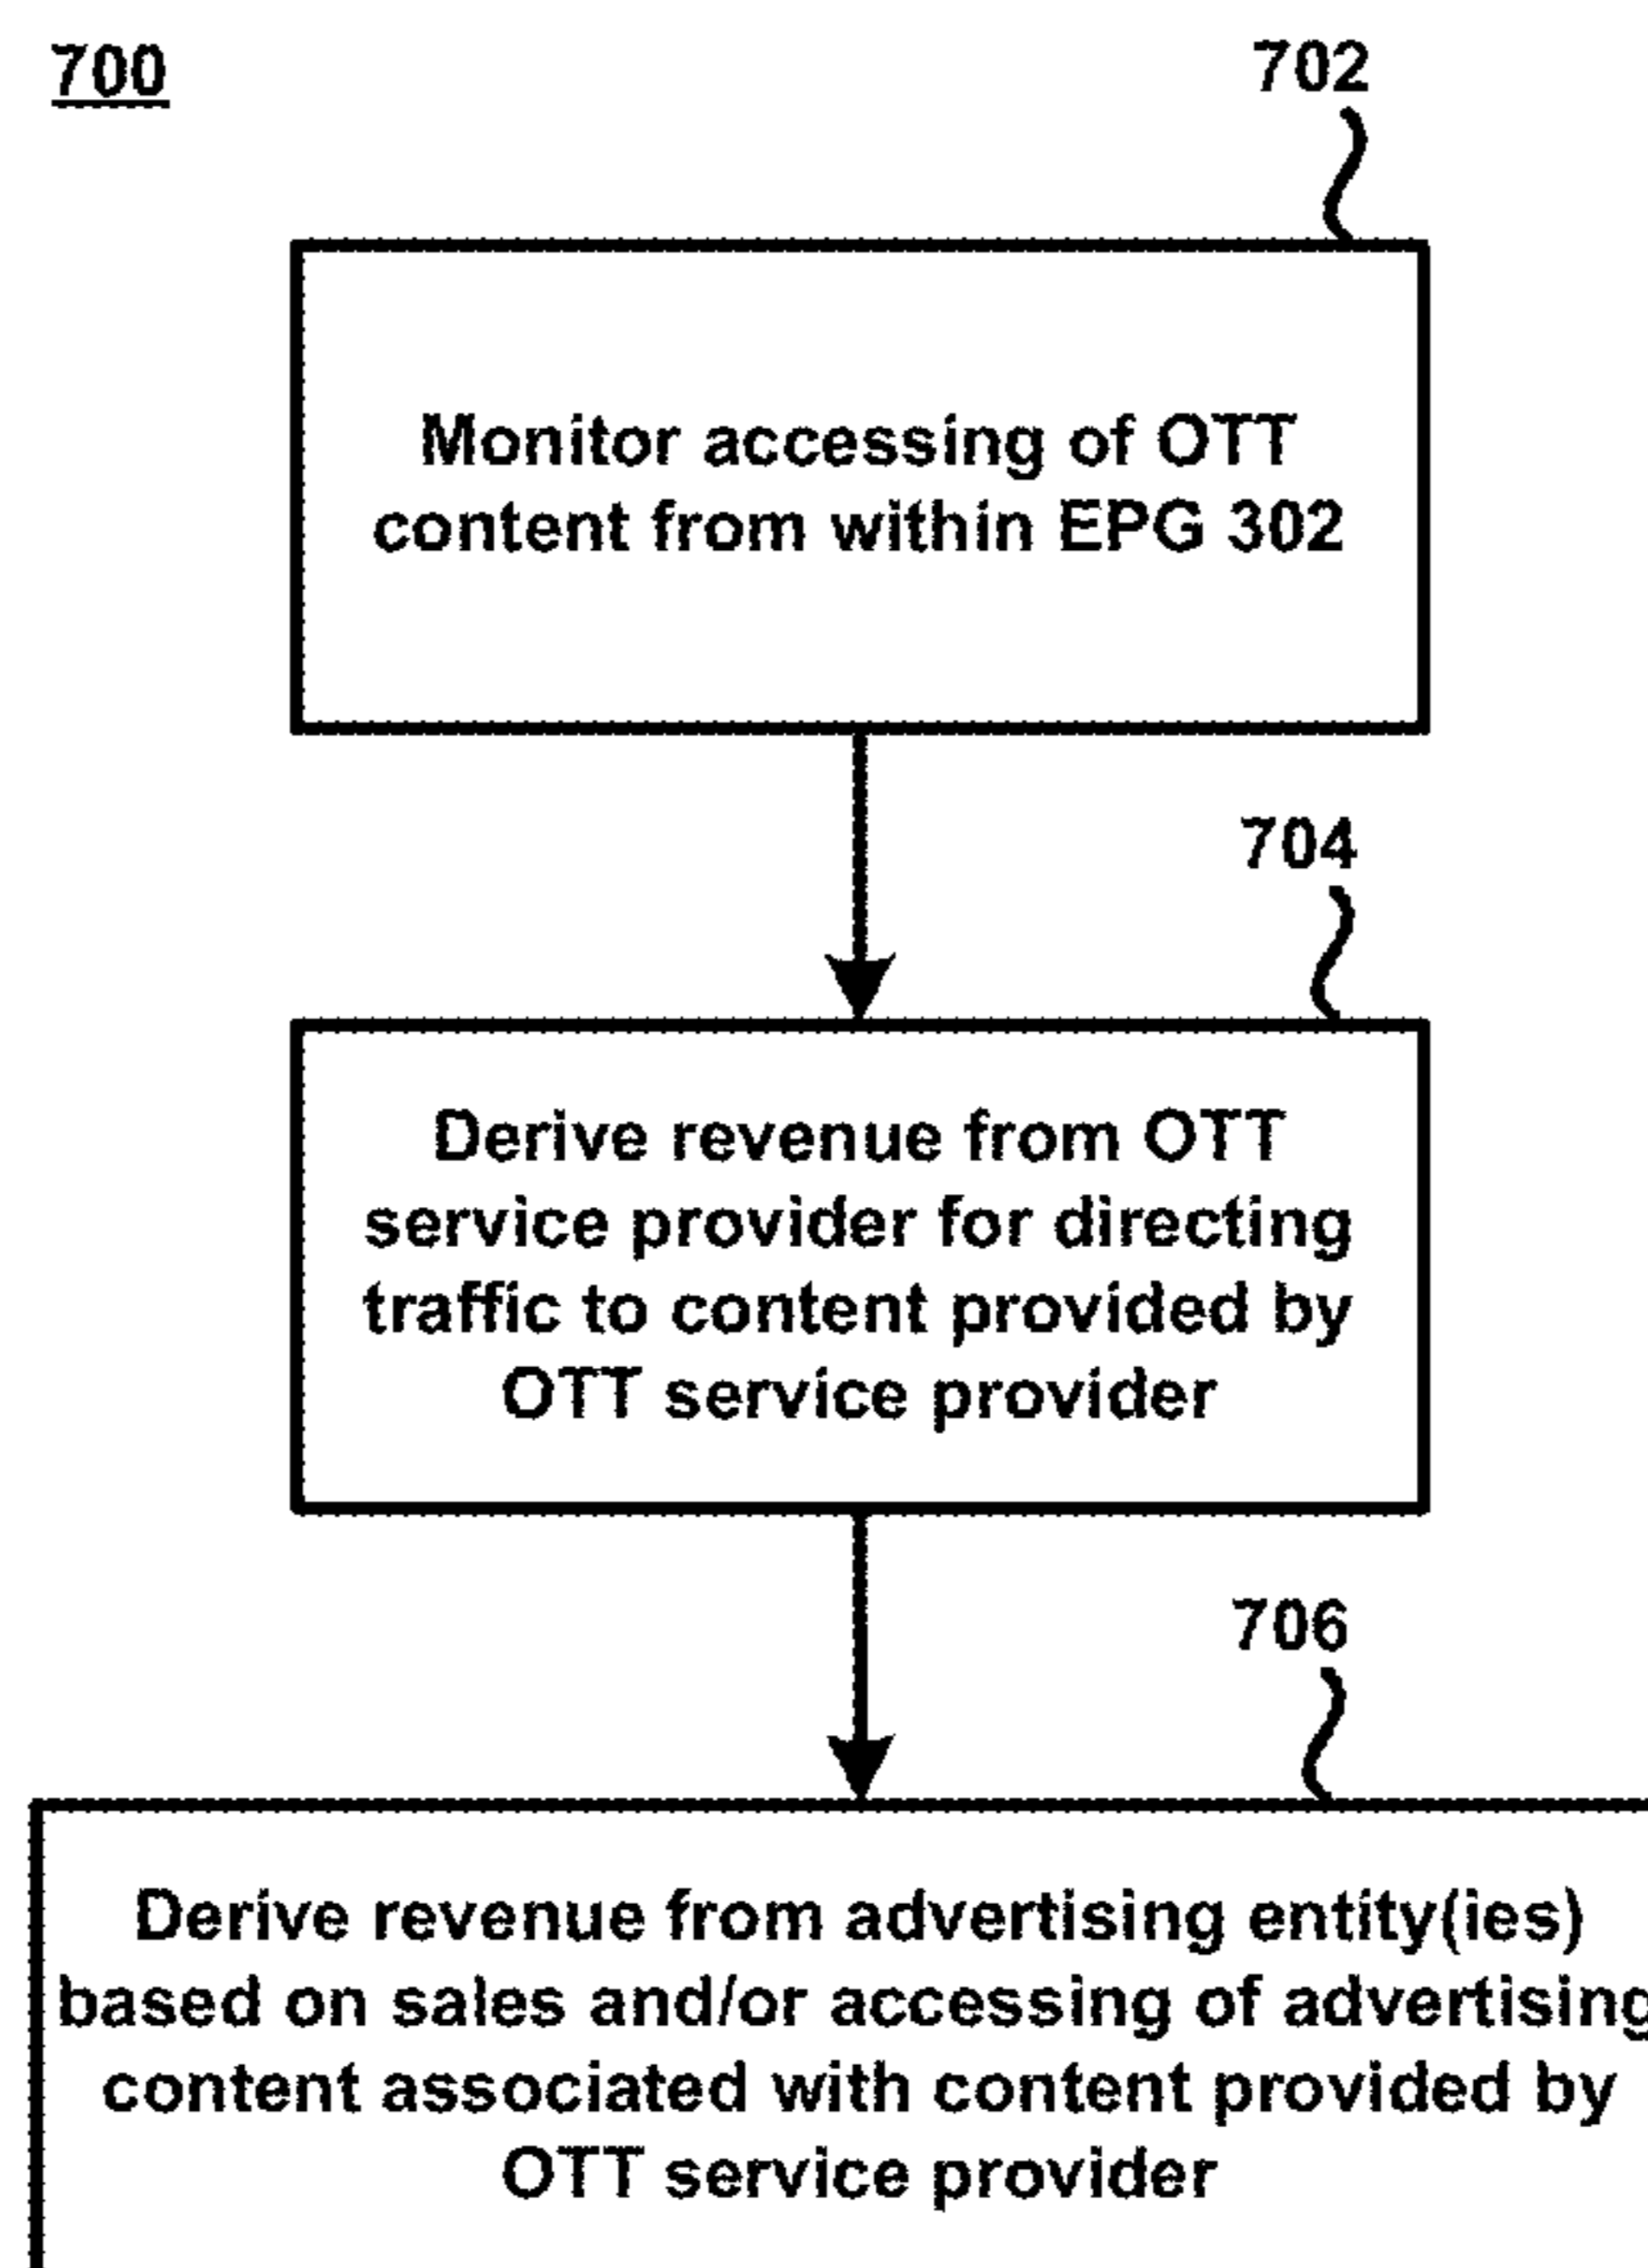 700
702
Monitor accessing of OTT
content from within EPG 302
704
Derive revenue from OTT
service provider for directing
traffic to content provided by
OTT service provider
706
Derive revenue from advertising entity(ies)
based on sales and/or accessing of advertising
content associated with content provided by
OTT service provider